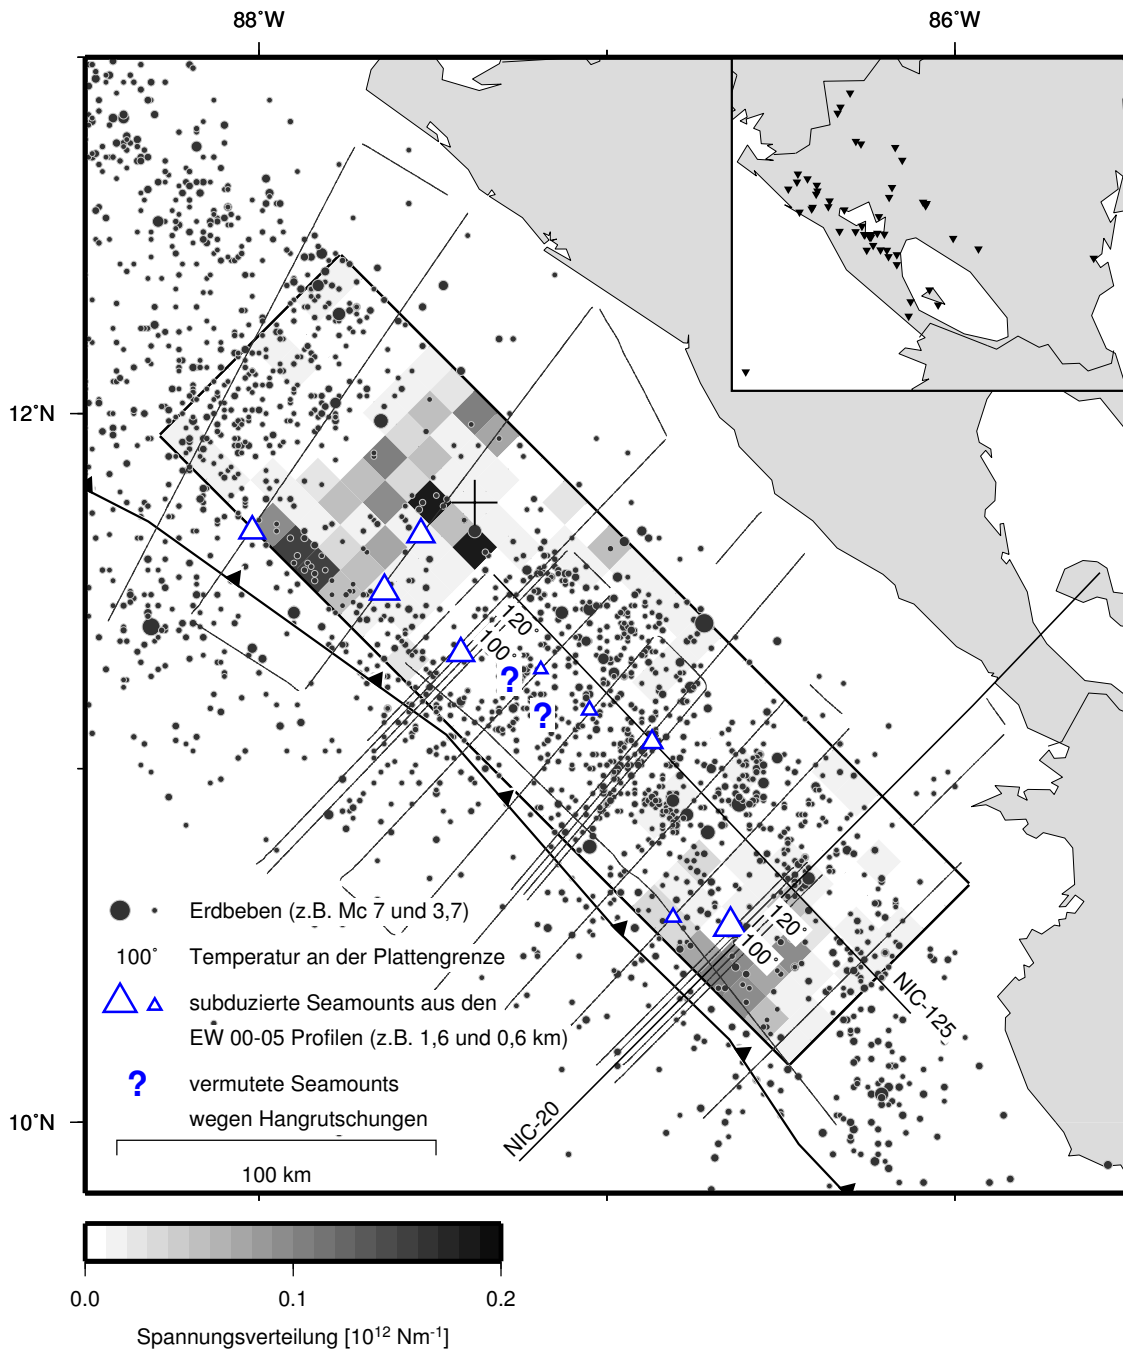 88°W
86°W
12°N
10°N
120°
100°
?
?
120°
100°
NIC-125
NIC-20
Erdbeben (z.B. Mc 7 und 3,7)
100° Temperatur an der Plattengrenze
subduzierte Seamounts aus den
EW 00-05 Profilen (z.B. 1,6 und 0,6 km)
? vermutete Seamounts
wegen Hangrutschungen
100 km
0.0 0.1 0.2
Spannungsverteilung [10¹² Nm⁻¹]